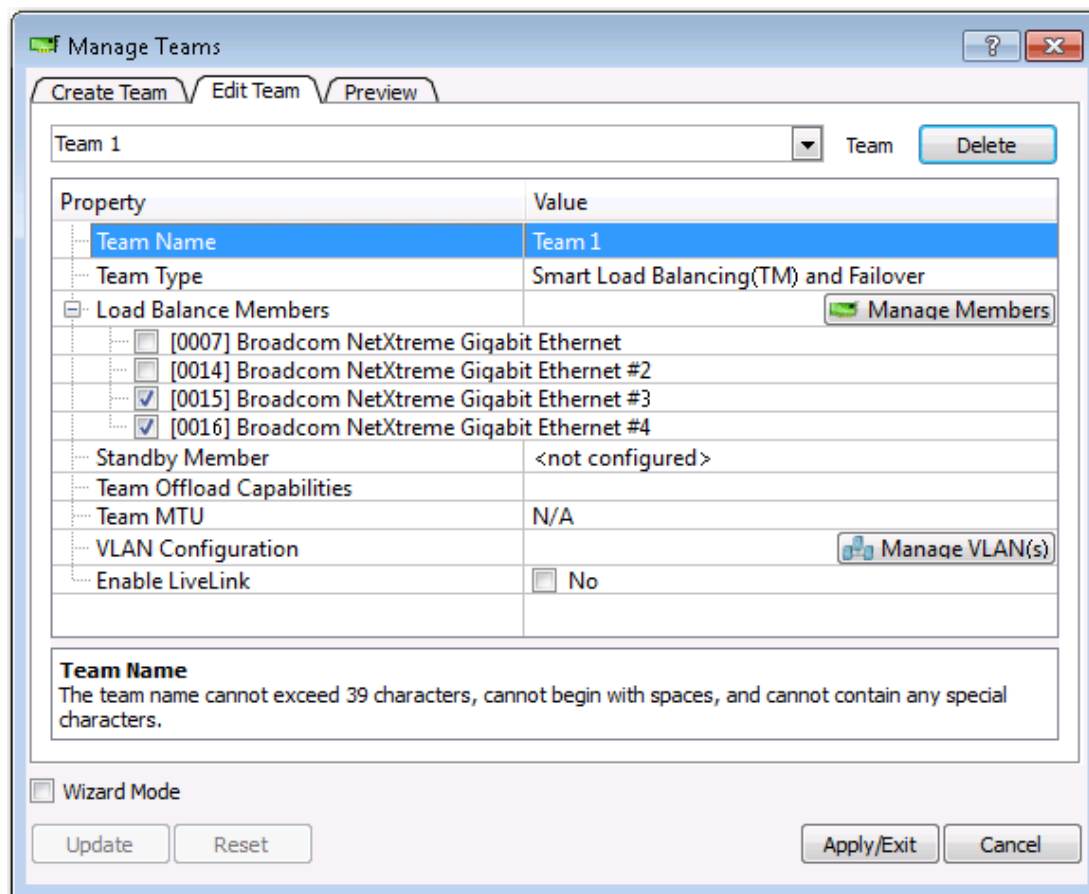 Manage Teams
Create Team Edit Team Preview
Team 1 Team Delete
Property Value
Team Name Team 1
Team Type Smart Load Balancing(TM) and Failover
Load Balance Members Manage Members
[0007] Broadcom NetXtreme Gigabit Ethernet
[0014] Broadcom NetXtreme Gigabit Ethernet #2
[0015] Broadcom NetXtreme Gigabit Ethernet #3
[0016] Broadcom NetXtreme Gigabit Ethernet #4
Standby Member <not configured>
Team Offload Capabilities
Team MTU N/A
VLAN Configuration Manage VLAN(s)
Enable LiveLink No
Team Name
The team name cannot exceed 39 characters, cannot begin with spaces, and cannot contain any special
characters.
Wizard Mode
Update Reset Apply/Exit Cancel